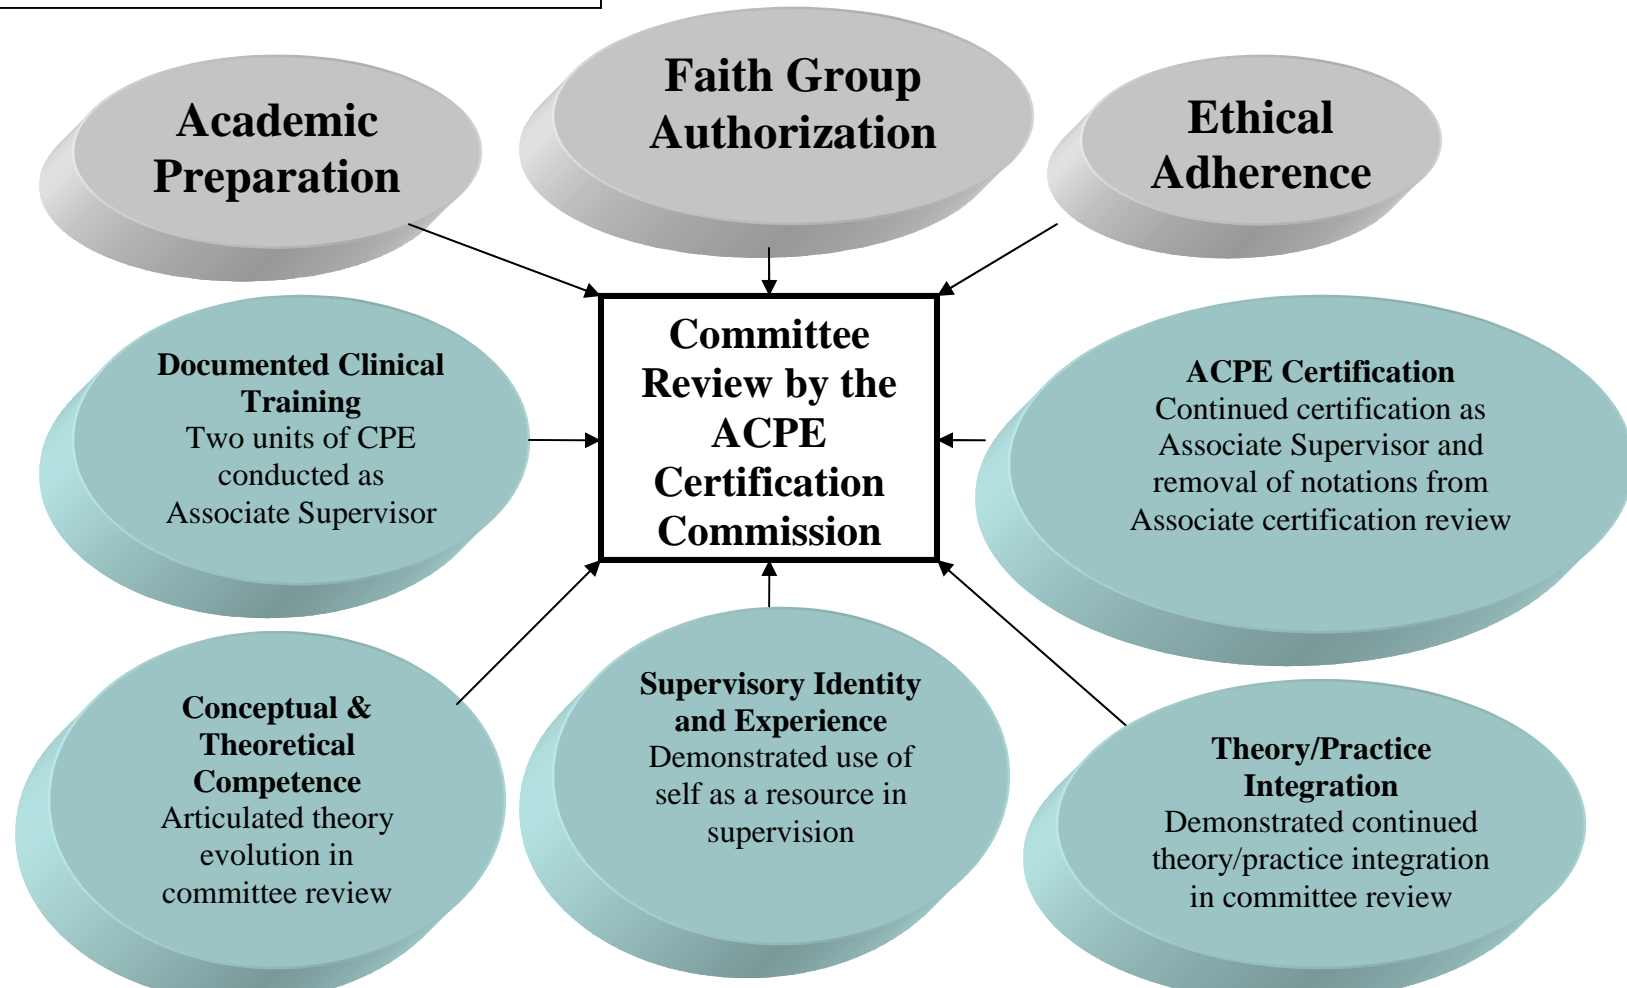 Academic
Preparation
Faith Group
Authorization
Ethical
Adherence
Documented Clinical
Training
Two units of CPE
conducted as
Associate Supervisor
Committee
Review by the
ACPE
Certification
Commission
ACPE Certification
Continued certification as
Associate Supervisor and
removal of notations from
Associate certification review
Conceptual &
Theoretical
Competence
Articulated theory
evolution in
committee review
Supervisory Identity
and Experience
Demonstrated use of
self as a resource in
supervision
Theory/Practice
Integration
Demonstrated continued
theory/practice integration
in committee review